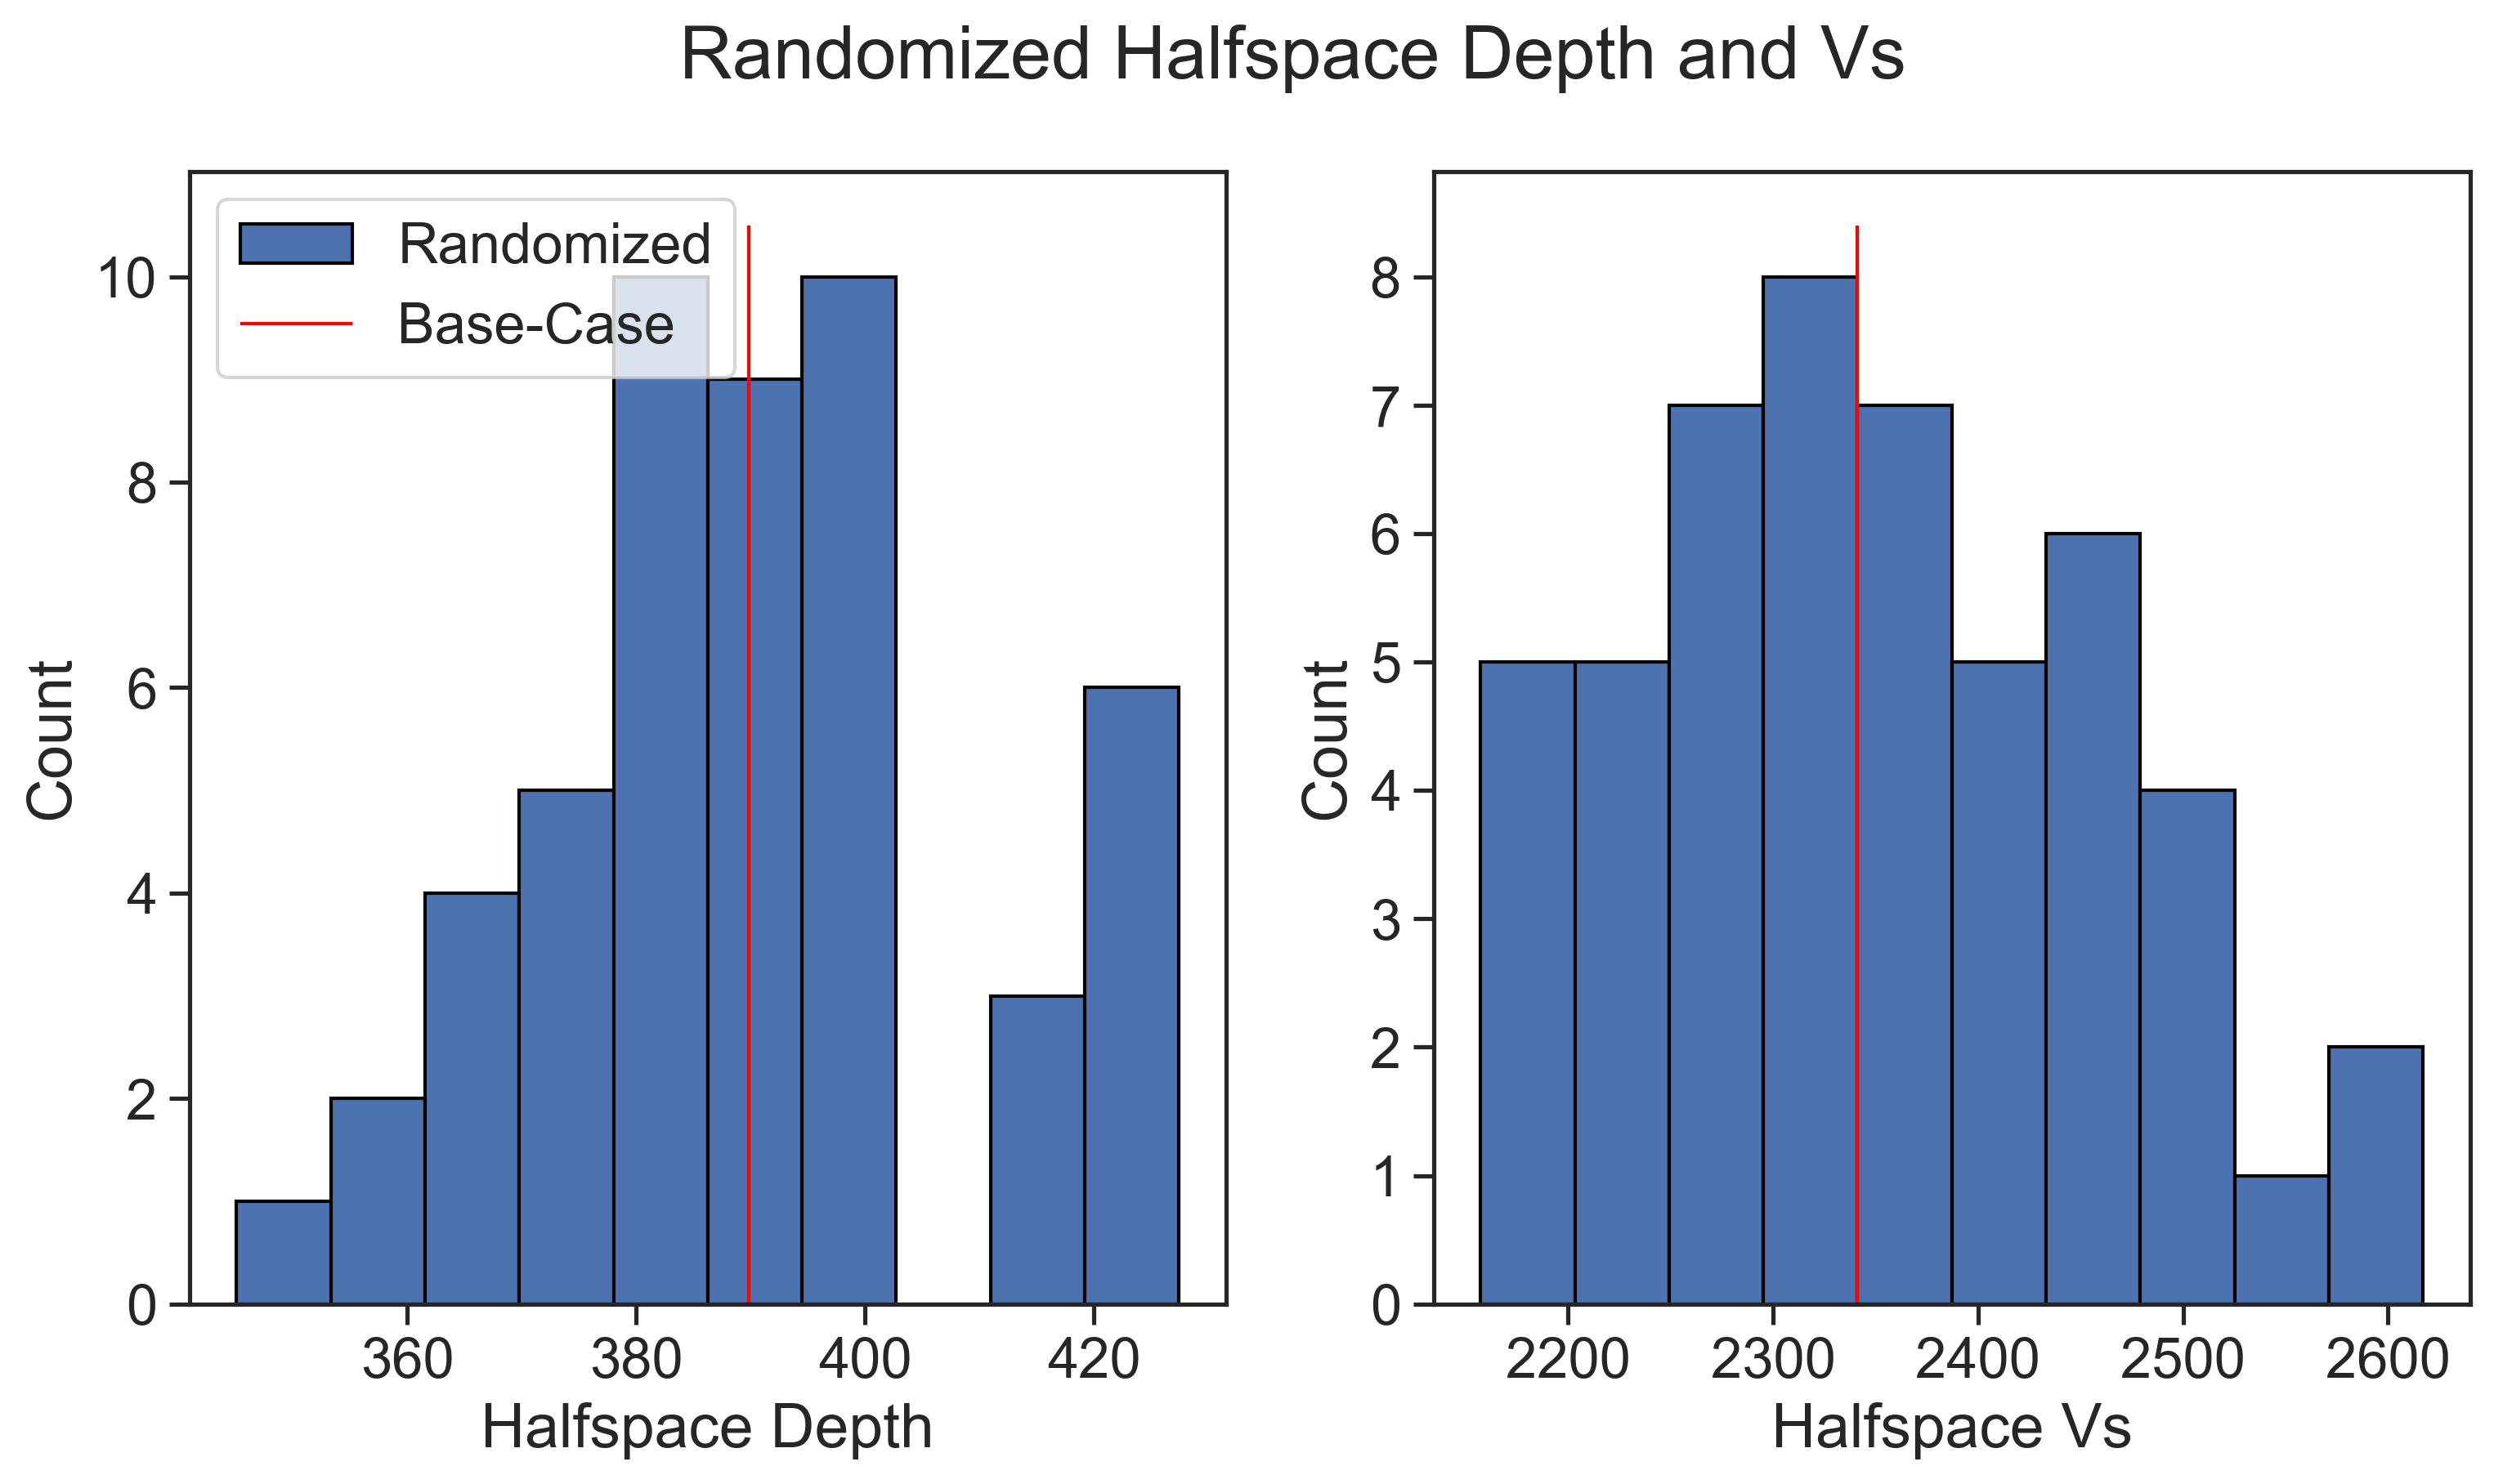 Randomized Halfspace Depth and Vs
Randomized
Base-Case
Count
10
8
6
4
2
0
360 380 400 420
Halfspace Depth
Count
8
7
6
5
4
3
2
1
0
2200 2300 2400 2500 2600
Halfspace Vs